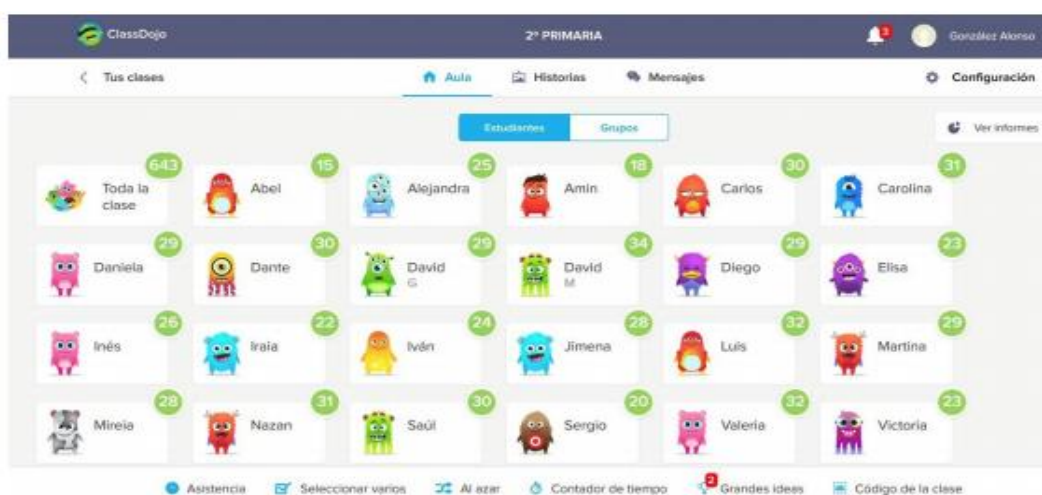 ClassDojo 2º PRIMARIA 3 González Alonso
Tus clases Aula Historias Mensajes Configuración
Estudiantes Grupos Ver informes
643 15 25 18 30 31
Toda la clase Abel Alejandra Amin Carlos Carolina
29 30 29 34 29 23
Daniela Dante David G David M Diego Elisa
26 22 24 28 32 29
Inés Iraia Iván Jimena Luis Martina
28 31 30 20 32 23
Mireia Nazan Saúl Sergio Valeria Victoria
Asistencia Seleccionar varios Al azar Contador de tiempo 2 Grandes ideas Código de la clase